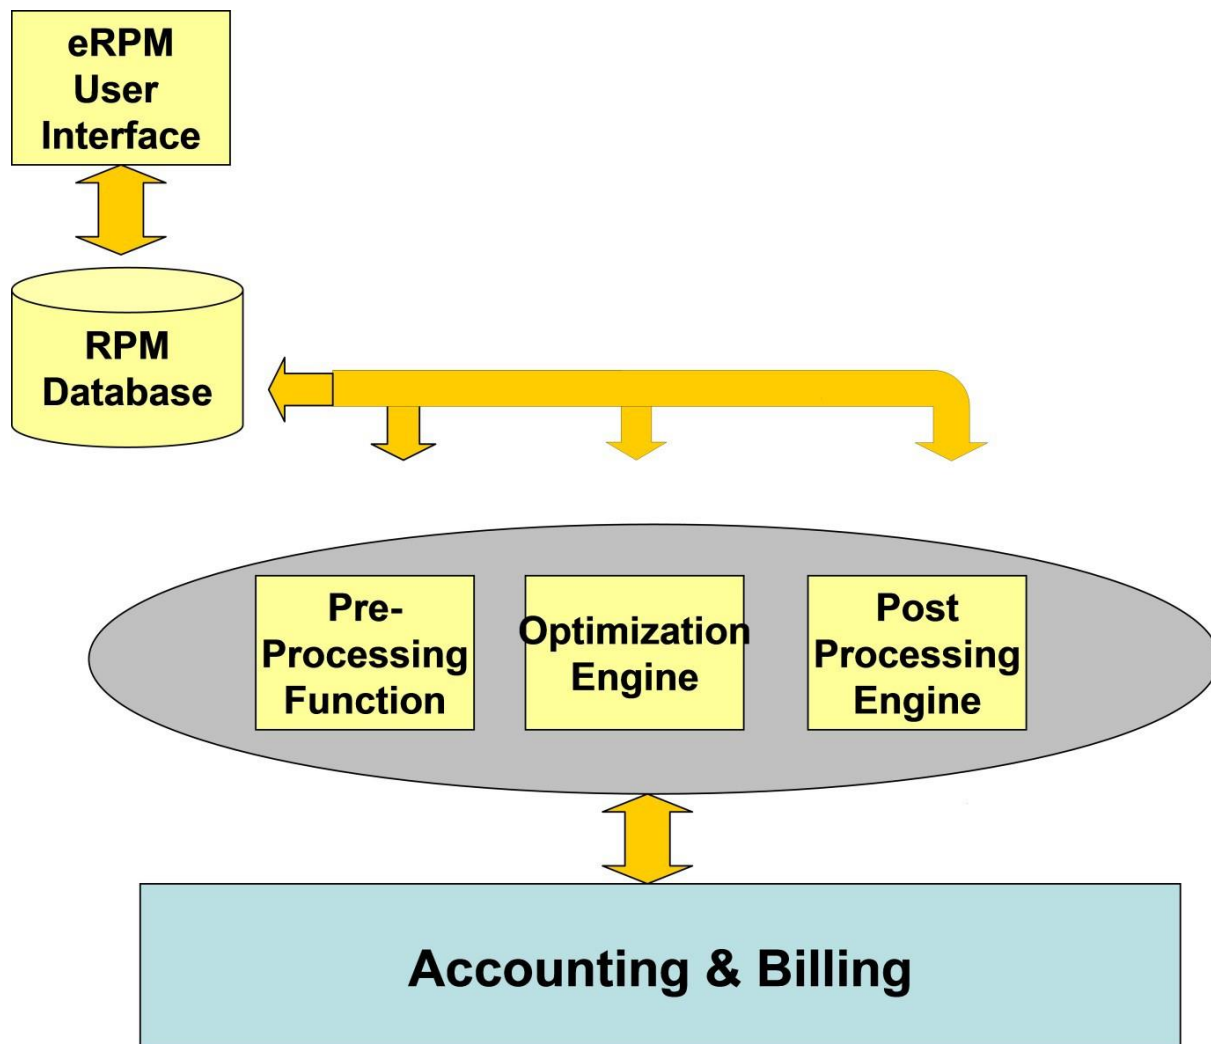 eRPM
User
Interface
RPM
Database
Pre-
Processing
Function
Optimization
Engine
Post
Processing
Engine
Accounting & Billing